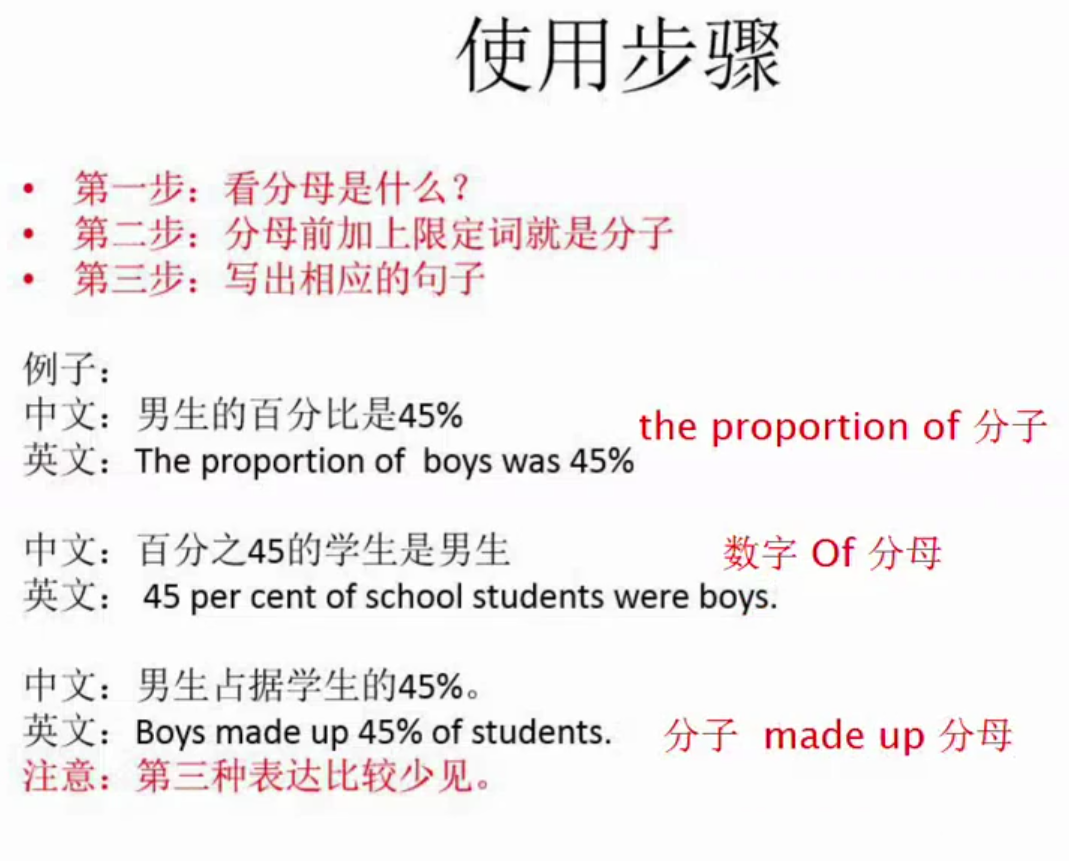 使用步骤
• 第一步：看分母是什么？
• 第二步：分母前加上限定词就是分子
• 第三步：写出相应的句子
例子：
中文：男生的百分比是45%
the proportion of 分子
英文：The proportion of boys was 45%
中文：百分之45的学生是男生
数字 Of 分母
英文： 45 per cent of school students were boys.
中文：男生占据学生的45%。
英文：Boys made up 45% of students.
分子 made up 分母
注意：第三种表达比较少见。